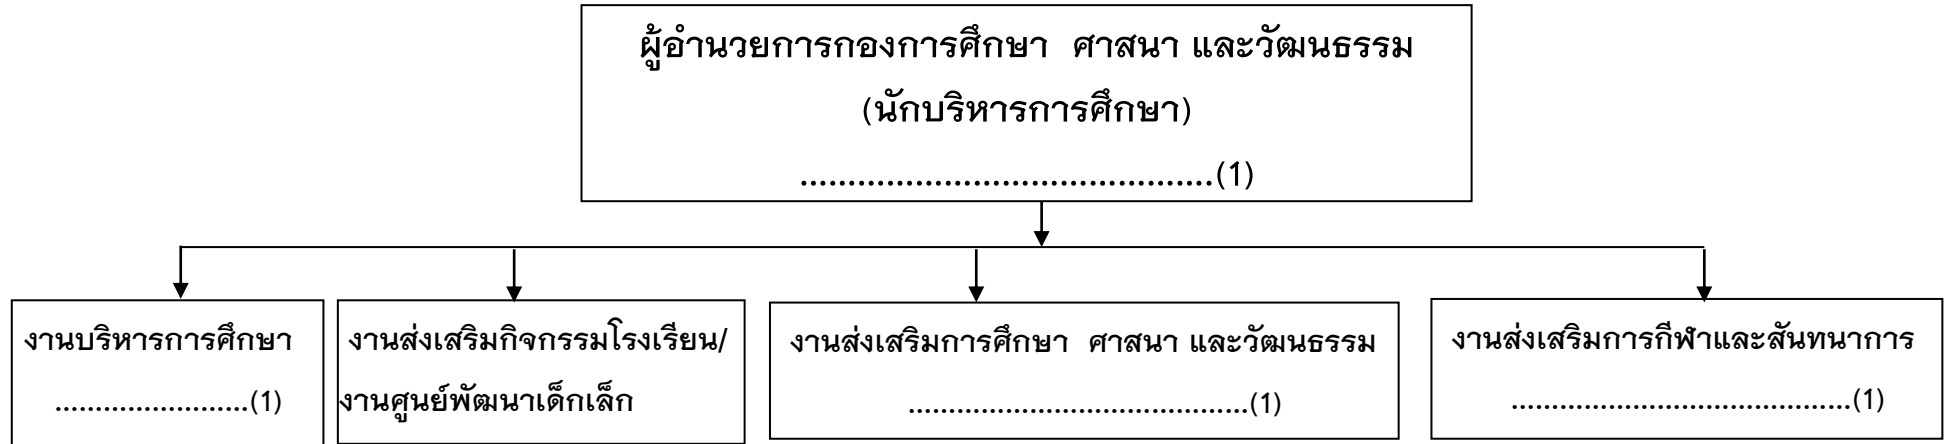 ผู้อำนวยการกองการศึกษา ศาสนา และวัฒนธรรม
(นักบริหารการศึกษา)
...........................................(1)
งานบริหารการศึกษา
........................(1)
งานส่งเสริมกิจกรรมโรงเรียน/
งานศูนย์พัฒนาเด็กเล็ก
งานส่งเสริมการศึกษา ศาสนา และวัฒนธรรม
...........................................(1)
งานส่งเสริมการกีฬาและสันทนาการ
...........................................(1)